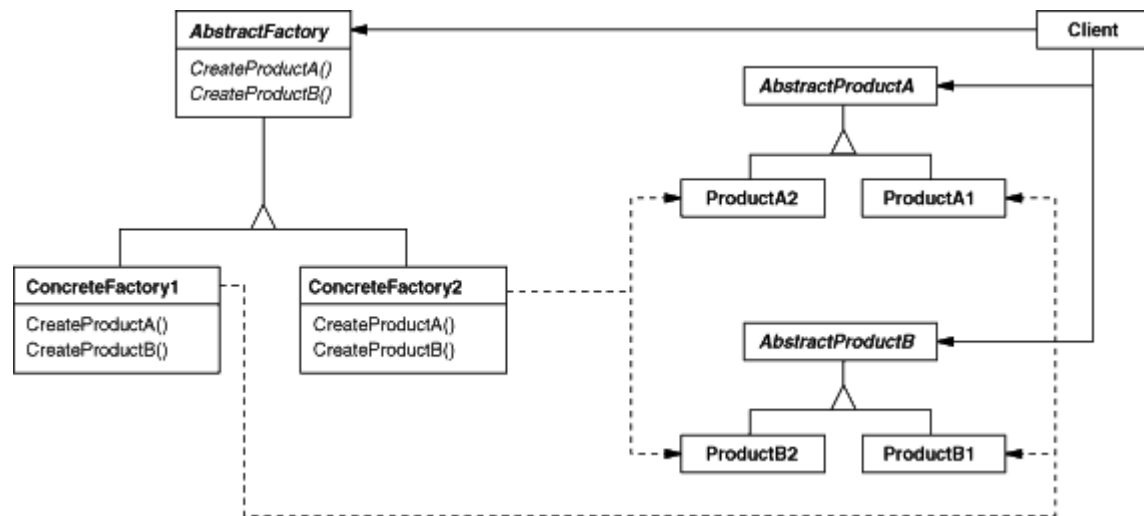 AbstractFactory
CreateProductA()
CreateProductB()
Client
AbstractProductA
ProductA2
ProductA1
ConcreteFactory1
CreateProductA()
CreateProductB()
ConcreteFactory2
CreateProductA()
CreateProductB()
AbstractProductB
ProductB2
ProductB1